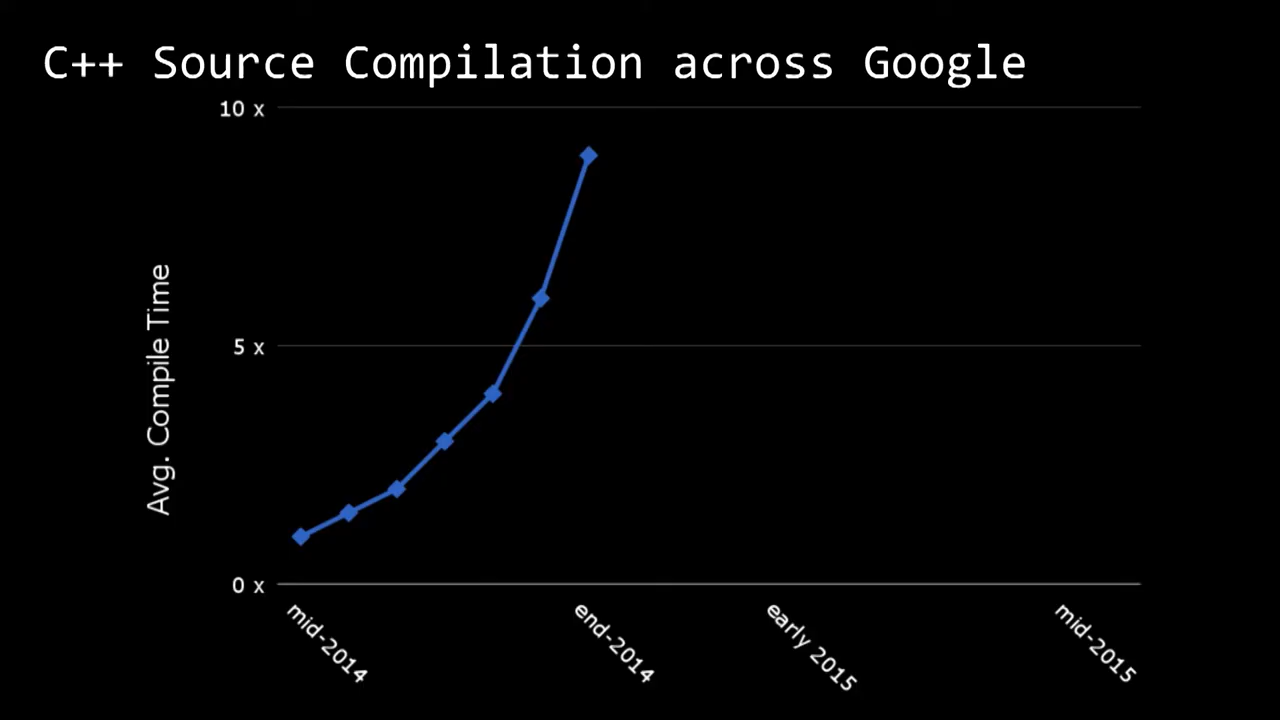 C++ Source Compilation across Google
10 x
5 x
0 x
Avg. Compile Time
mid-2014
end-2014
early 2015
mid-2015